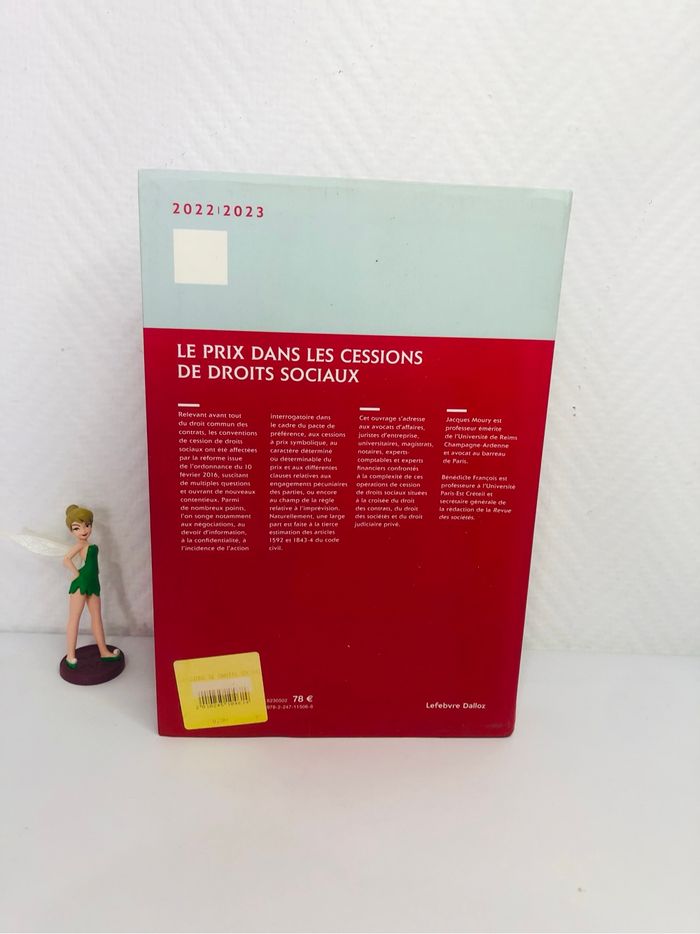 2022|2023
LE PRIX DANS LES CESSIONS
DE DROITS SOCIAUX
Relevant avant tout
du droit commun des
contrats, les conventions
de cession de droits
sociaux ont été affectées
par la réforme issue
de l'ordonnance du 10
février 2016, suscitant
de multiples questions
et ouvrant de nouveaux
contentieux. Parmi
de nombreux points,
l'on songe notamment
aux négociations, au
devoir d'information,
à la confidentialité, à
l'incidence de l'action
interrogatoire dans
le cadre du pacte de
préférence, aux cessions
à prix symbolique, au
caractère déterminé
ou déterminable du
prix et aux différentes
clauses relatives aux
engagements pécuniaires
des parties, ou encore
au champ de la règle
relative à l'imprévision.
Naturellement, une large
part est faite à la tierce
estimation des articles
1592 et 1843-4 du code
civil.
Cet ouvrage s'adresse
aux avocats d'affaires,
juristes d'entreprise,
universitaires, magistrats,
notaires, experts-
comptables et experts
financiers confrontés
à la complexité de ces
opérations de cession
de droits sociaux situées
à la croisée du droit
des contrats, du droit
des sociétés et du droit
judiciaire privé.
Jacques Moury est
professeur émérite
de l'Université de Reims
Champagne-Ardenne
et avocat au barreau
de Paris.
Bénédicte François est
professeure à l'Université
Paris-Est Créteil et
secrétaire générale de
la rédaction de la Revue
des sociétés.
6230502 78 €
978-2-247-11506-8
Lefebvre Dalloz